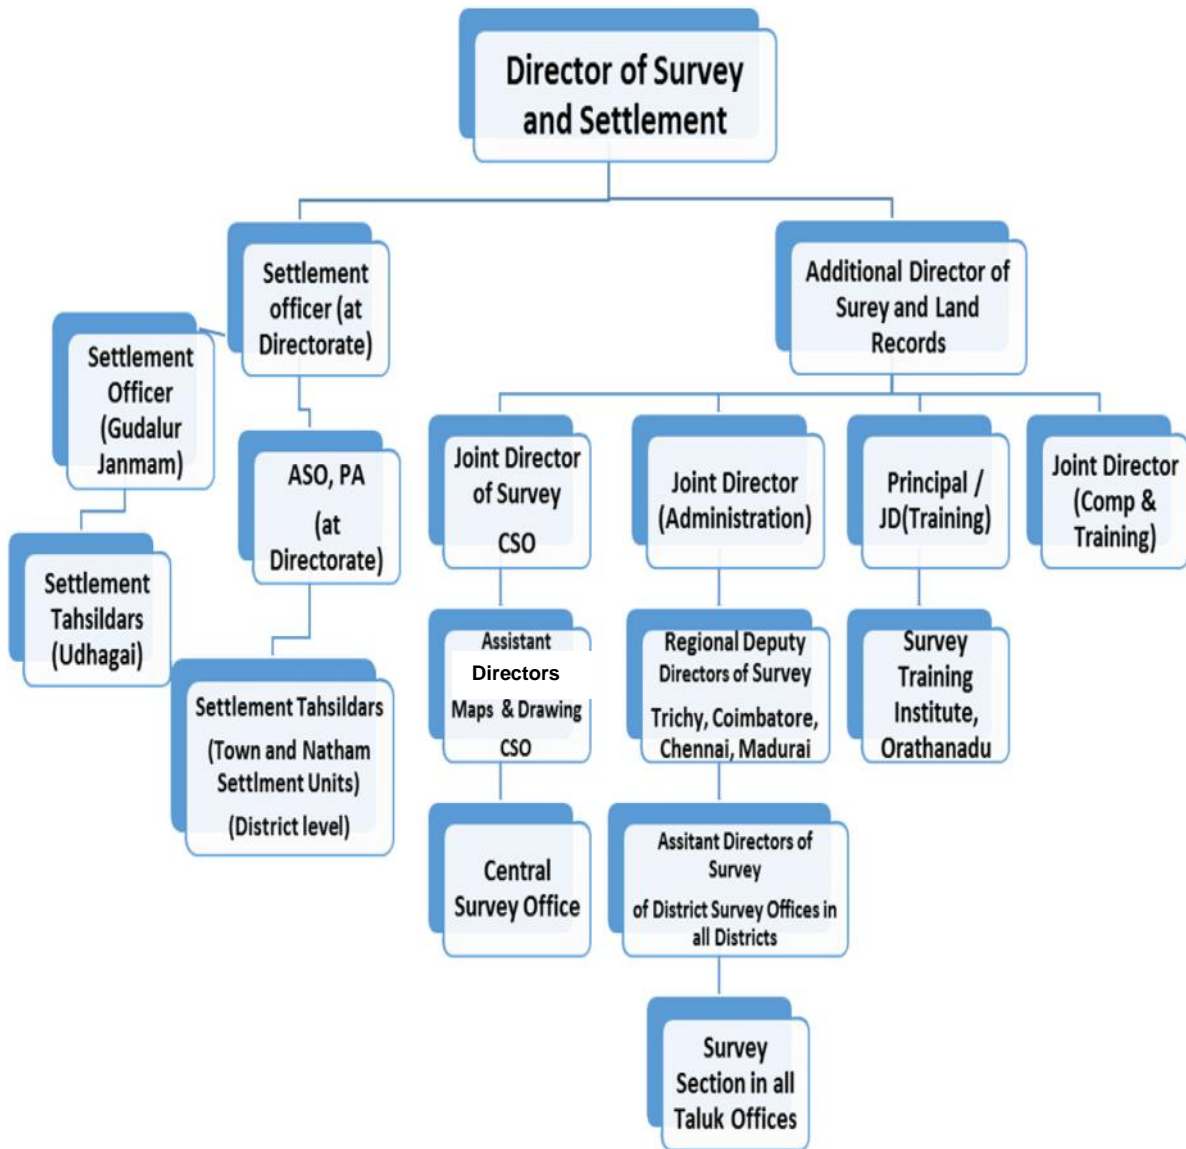 Director of Survey
and Settlement
Settlement
officer (at
Directorate)
Additional Director of
Surey and Land
Records
Settlement
Officer
(Gudalur
Janmam)
ASO, PA
(at
Directorate)
Joint Director
of Survey
CSO
Joint Director
(Administration)
Principal /
JD(Training)
Joint Director
(Comp &
Training)
Settlement
Tahsildars
(Udhagai)
Settlement Tahsildars
(Town and Natham
Settlment Units)
(District level)
Assistant
Directors
Maps & Drawing
CSO
Regional Deputy
Directors of Survey
Trichy, Coimbatore,
Chennai, Madurai
Survey
Training
Institute,
Orathanadu
Central
Survey Office
Assitant Directors of
Survey
of District Survey Offices in
all Districts
Survey
Section in all
Taluk Offices